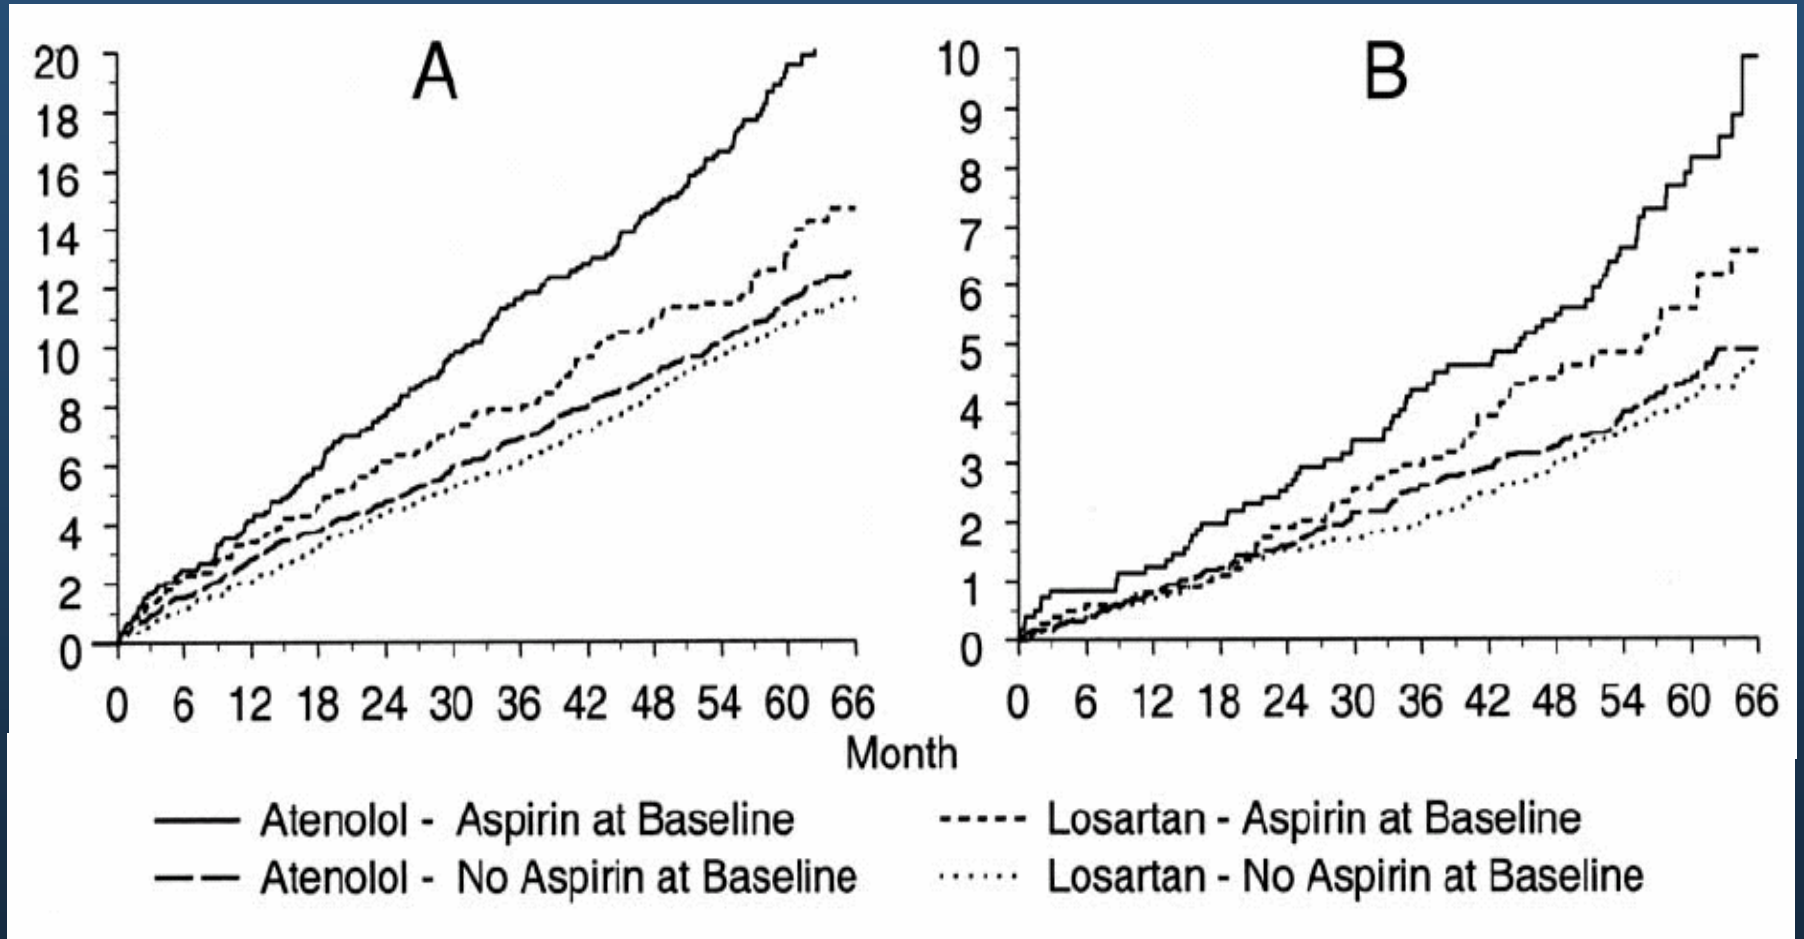 A
20
18
16
14
12
10
8
6
4
2
0
0 6 12 18 24 30 36 42 48 54 60 66
B
10
9
8
7
6
5
4
3
2
1
0
0 6 12 18 24 30 36 42 48 54 60 66
Month
Atenolol - Aspirin at Baseline
Losartan - Aspirin at Baseline
Atenolol - No Aspirin at Baseline
Losartan - No Aspirin at Baseline